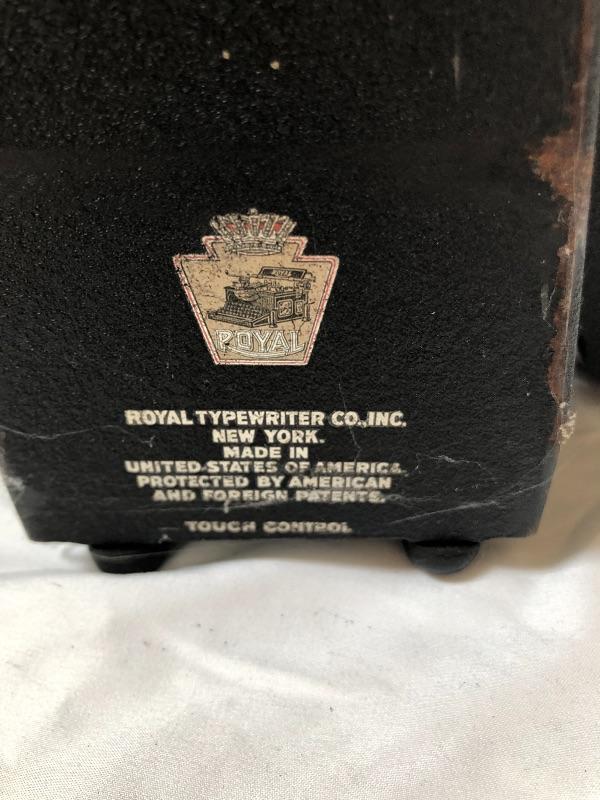 ROYAL
ROYAL TYPEWRITER CO., INC.
NEW YORK.
MADE IN
UNITED STATES OF AMERICA.
PROTECTED BY AMERICAN
AND FOREIGN PATENTS.
TOUCH CONTROL